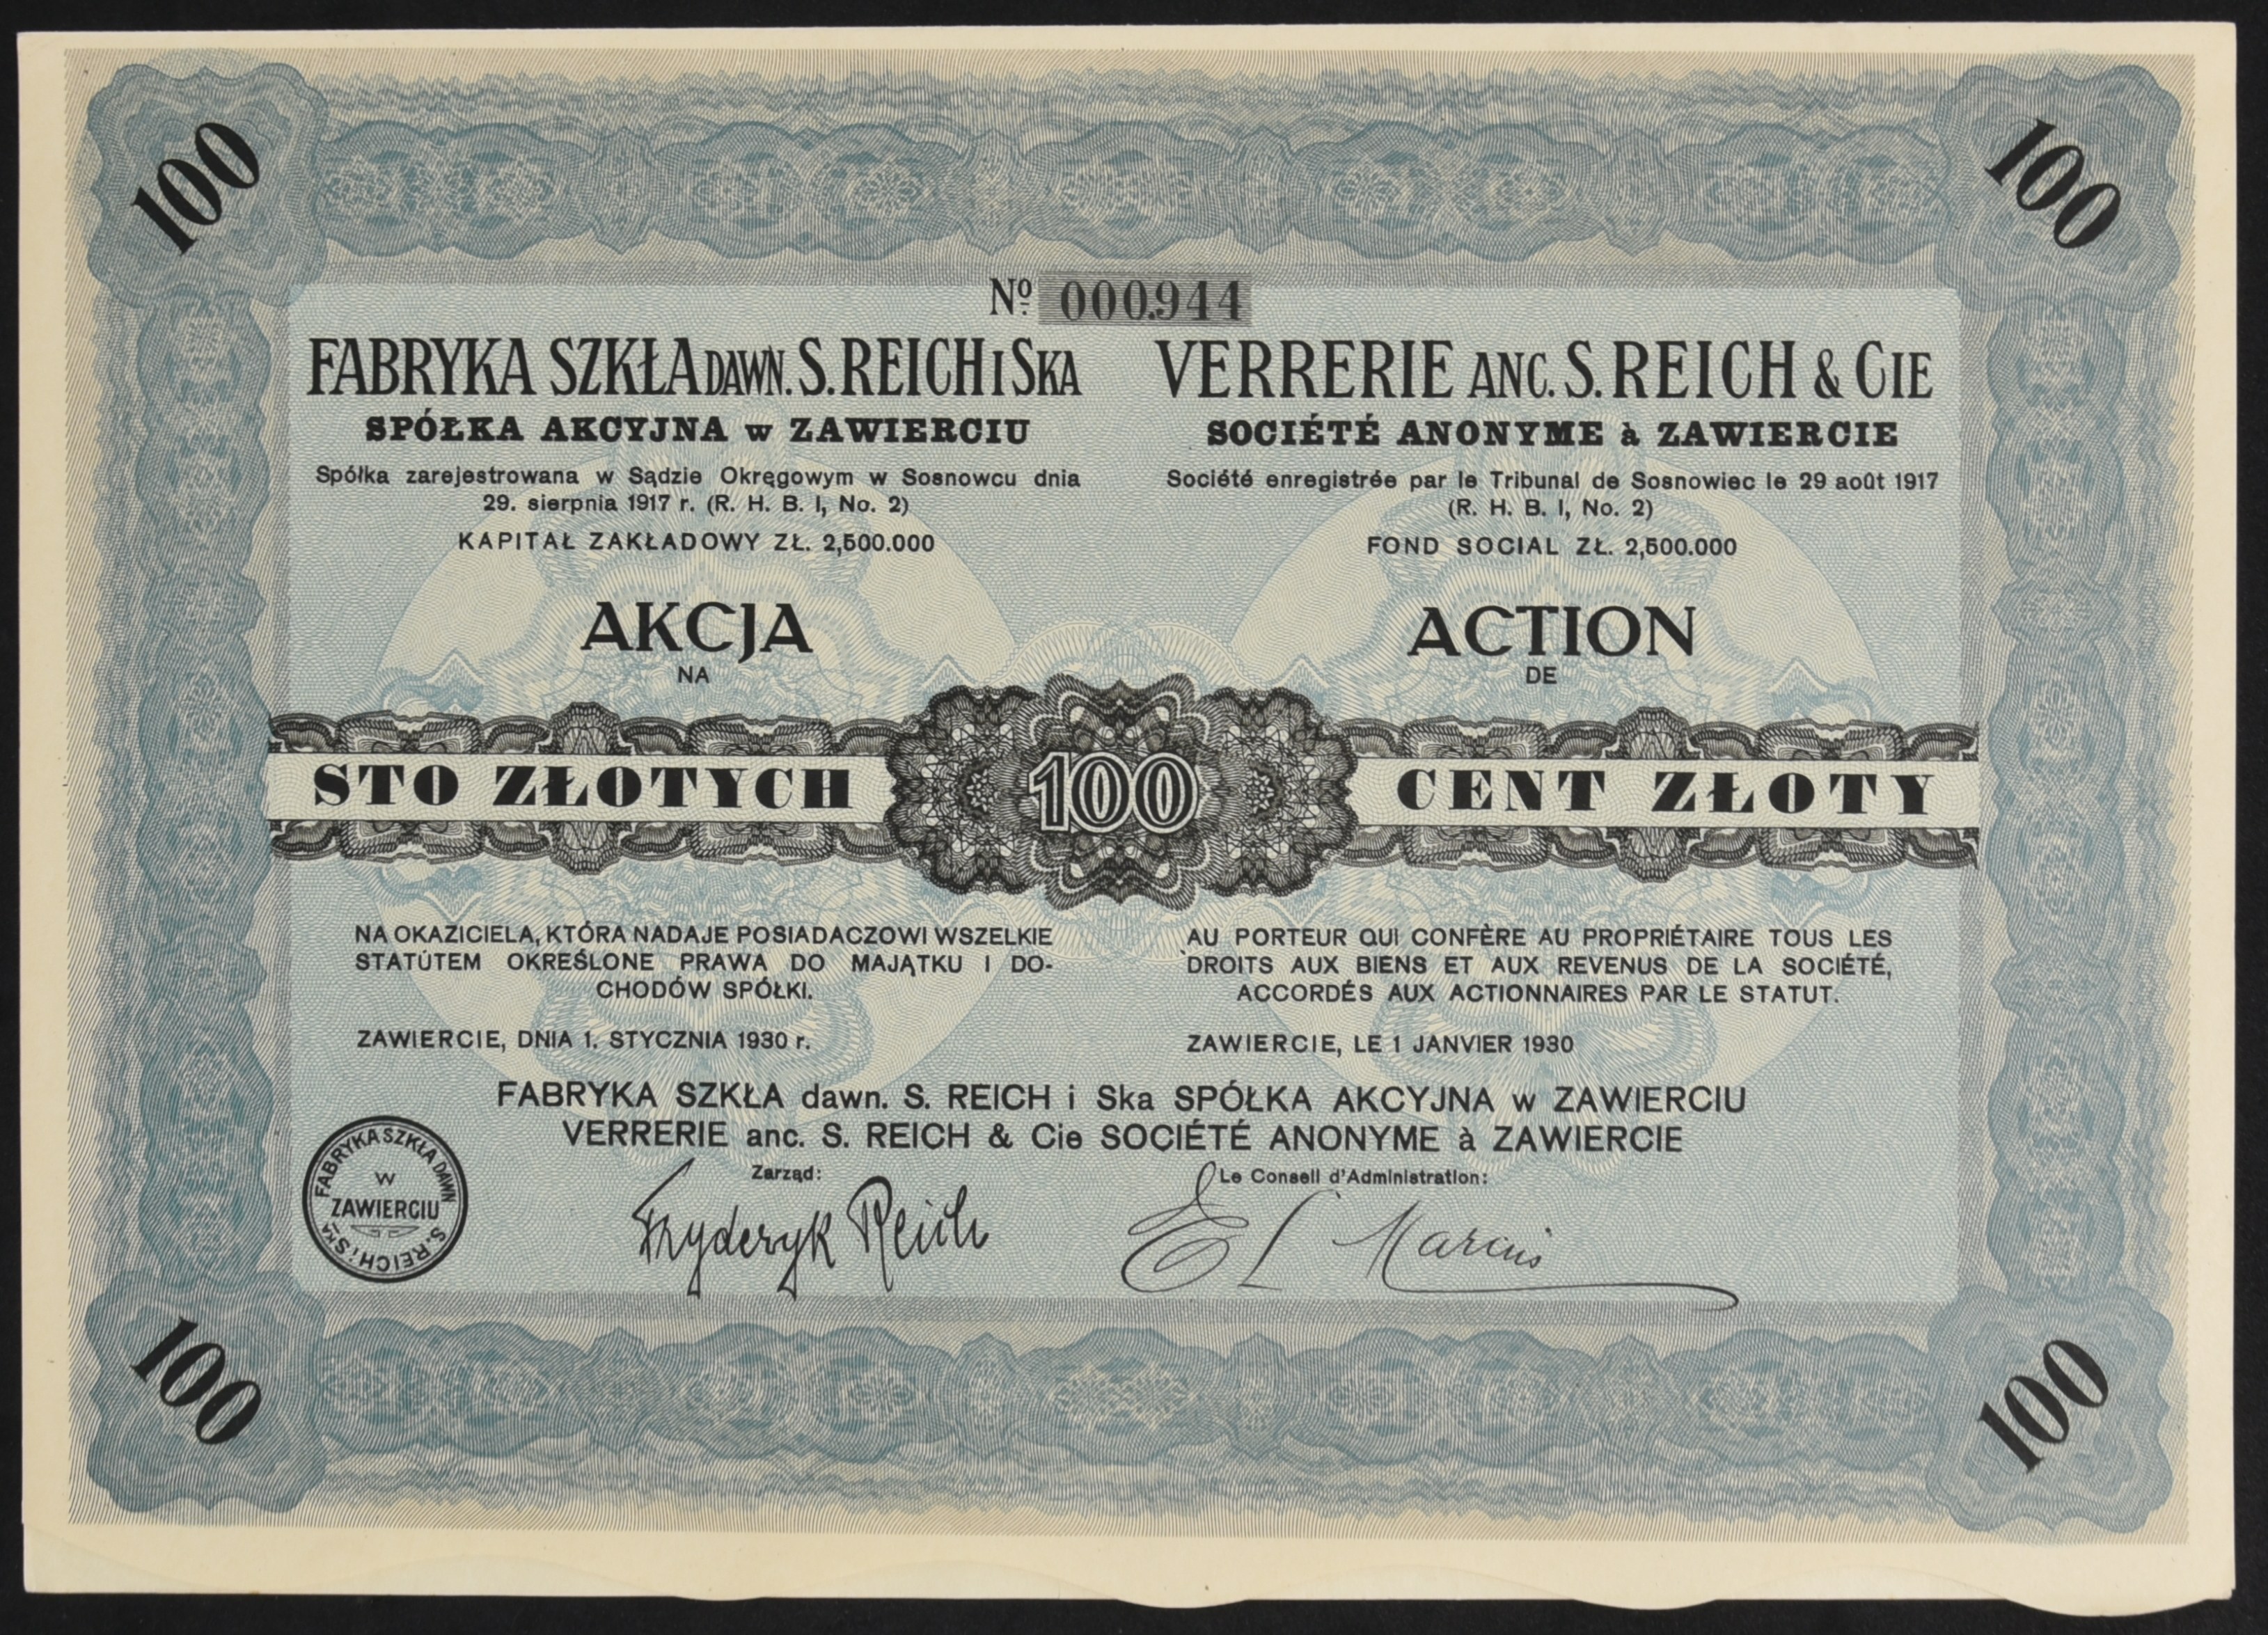 100
100
Nº 000.944
FABRYKA SZKŁA DAWN. S. REICH I SKA
SPÓŁKA AKCYJNA w ZAWIERCIU
Spółka zarejestrowana w Sądzie Okręgowym w Sosnowcu dnia
29. sierpnia 1917 r. (R. H. B. I, No. 2)
KAPITAŁ ZAKŁADOWY ZŁ. 2,500.000
AKCJA
NA
STO ZŁOTYCH
100
NA OKAZICIELA, KTÓRA NADAJE POSIADACZOWI WSZELKIE
STATUTEM OKREŚLONE PRAWA DO MAJĄTKU I DO-
CHODÓW SPÓŁKI.
ZAWIERCIE, DNIA 1. STYCZNIA 1930 r.
VERRERIE ANC. S. REICH & CIE
SOCIÉTÉ ANONYME à ZAWIERCIE
Société enregistrée par le Tribunal de Sosnowiec le 29 août 1917
(R. H. B. I, No. 2)
FOND SOCIAL ZŁ. 2,500.000
ACTION
DE
CENT ZŁOTY
AU PORTEUR QUI CONFÈRE AU PROPRIÉTAIRE TOUS LES
DROITS AUX BIENS ET AUX REVENUS DE LA SOCIÉTÉ,
ACCORDÉS AUX ACTIONNAIRES PAR LE STATUT.
ZAWIERCIE, LE 1 JANVIER 1930
FABRYKA SZKŁA dawn. S. REICH i Ska SPÓŁKA AKCYJNA w ZAWIERCIU
VERRERIE anc. S. REICH & Cie SOCIÉTÉ ANONYME à ZAWIERCIE
Zarząd:
Le Conseil d'Administration:
Fryderyk Reich
E L Marcus
FABRYKA SZKŁA DAWN. S. REICH i SKA
W
ZAWIERCIU
100
100